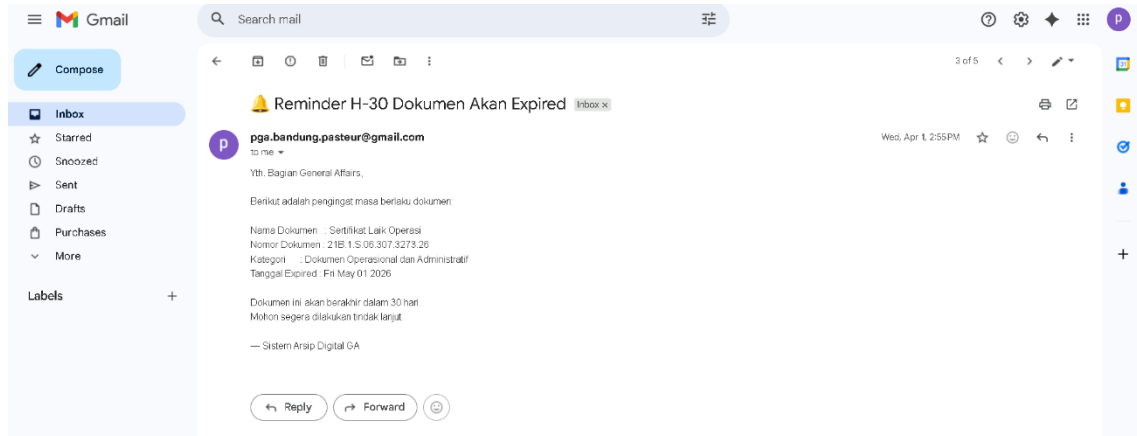 Gmail
Search mail
Compose
3 of 5
🔔 Reminder H-30 Dokumen Akan Expired Inbox x
Inbox
Starred
Snoozed
Sent
Drafts
Purchases
More
Labels
pga.bandung.pasteur@gmail.com
Wed, Apr 1, 2:55 PM
to me
Yth. Bagian General Affairs,
Berikut adalah pengingat masa berlaku dokumen:
Nama Dokumen : Sertifikat Laik Operasi
Nomor Dokumen : 21B.1.S.06.307.3273.26
Kategori : Dokumen Operasional dan Administratif
Tanggal Expired : Fri May 01 2026
Dokumen ini akan berakhir dalam 30 hari.
Mohon segera dilakukan tindak lanjut.
— Sistem Arsip Digital GA
Reply
Forward
p
p
31